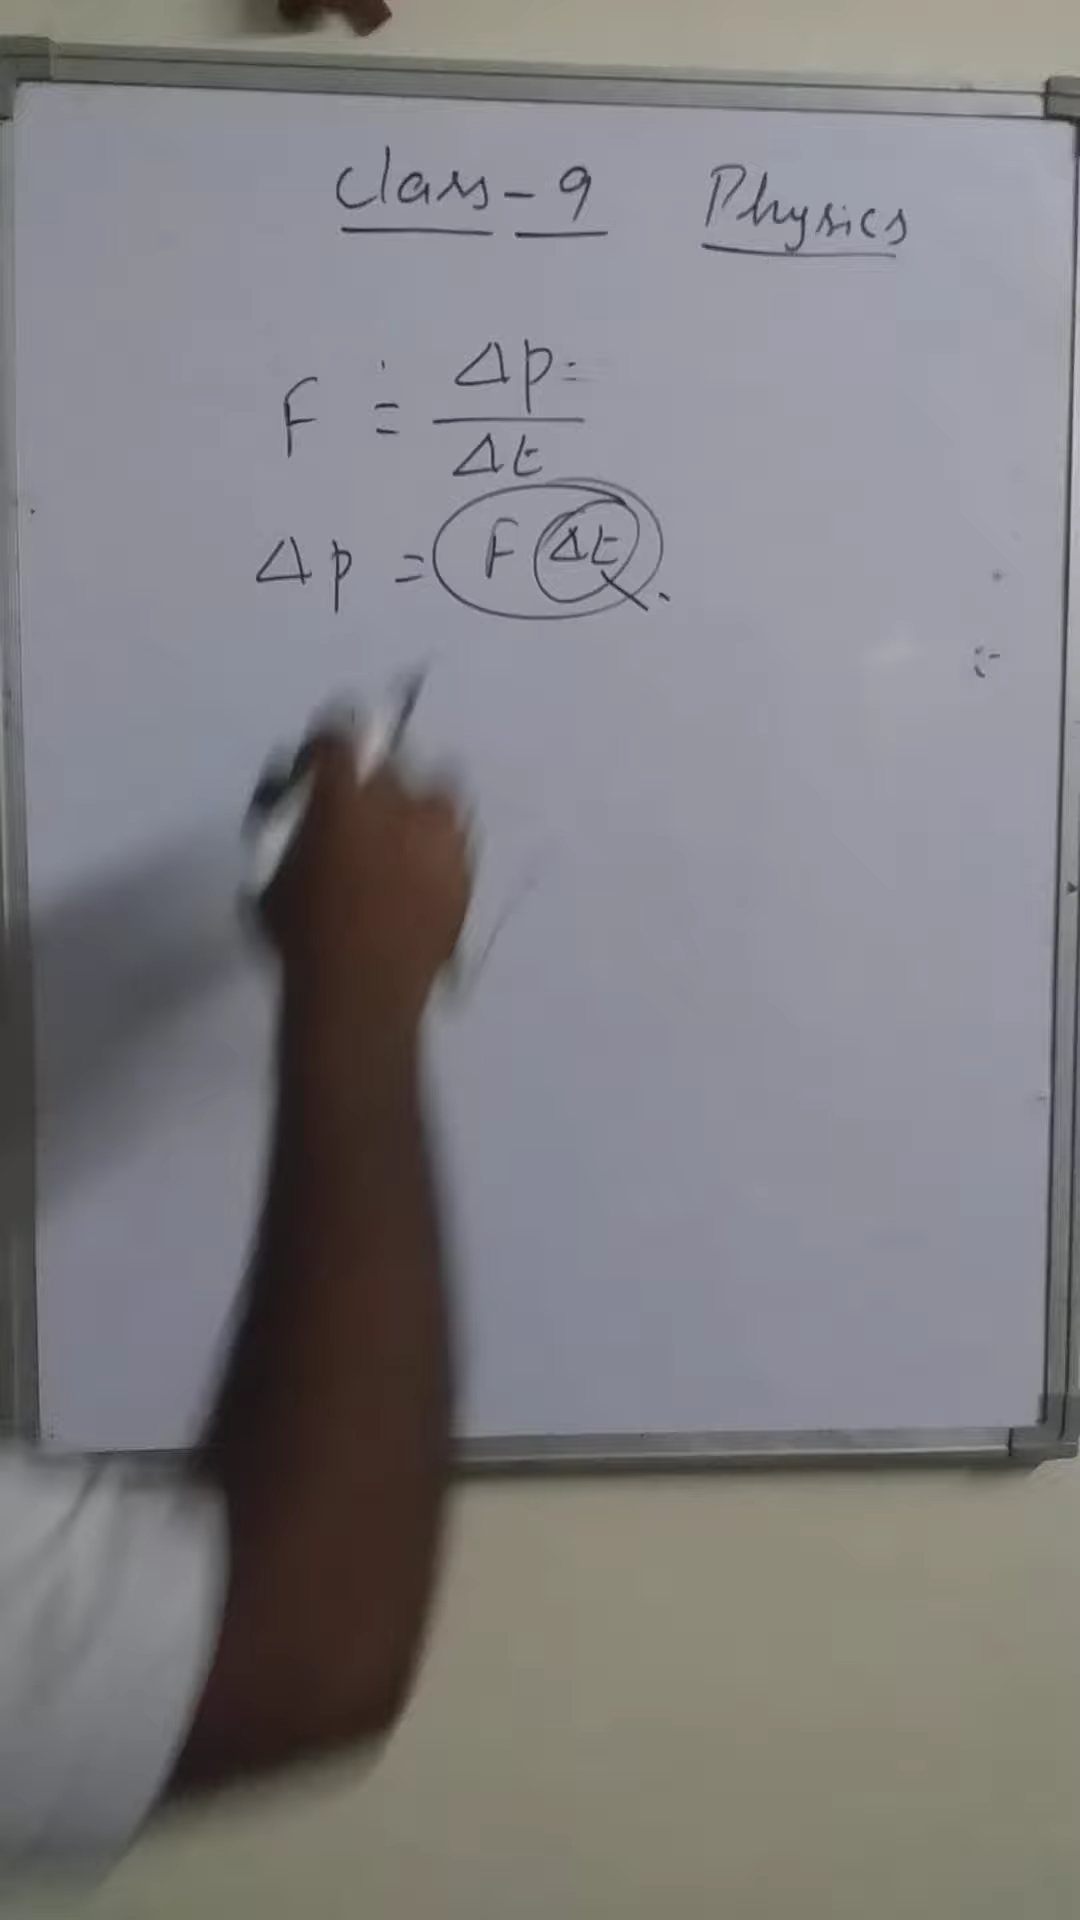 Class - 9 Physics
F = Δp
Δt
Δp = F Δt